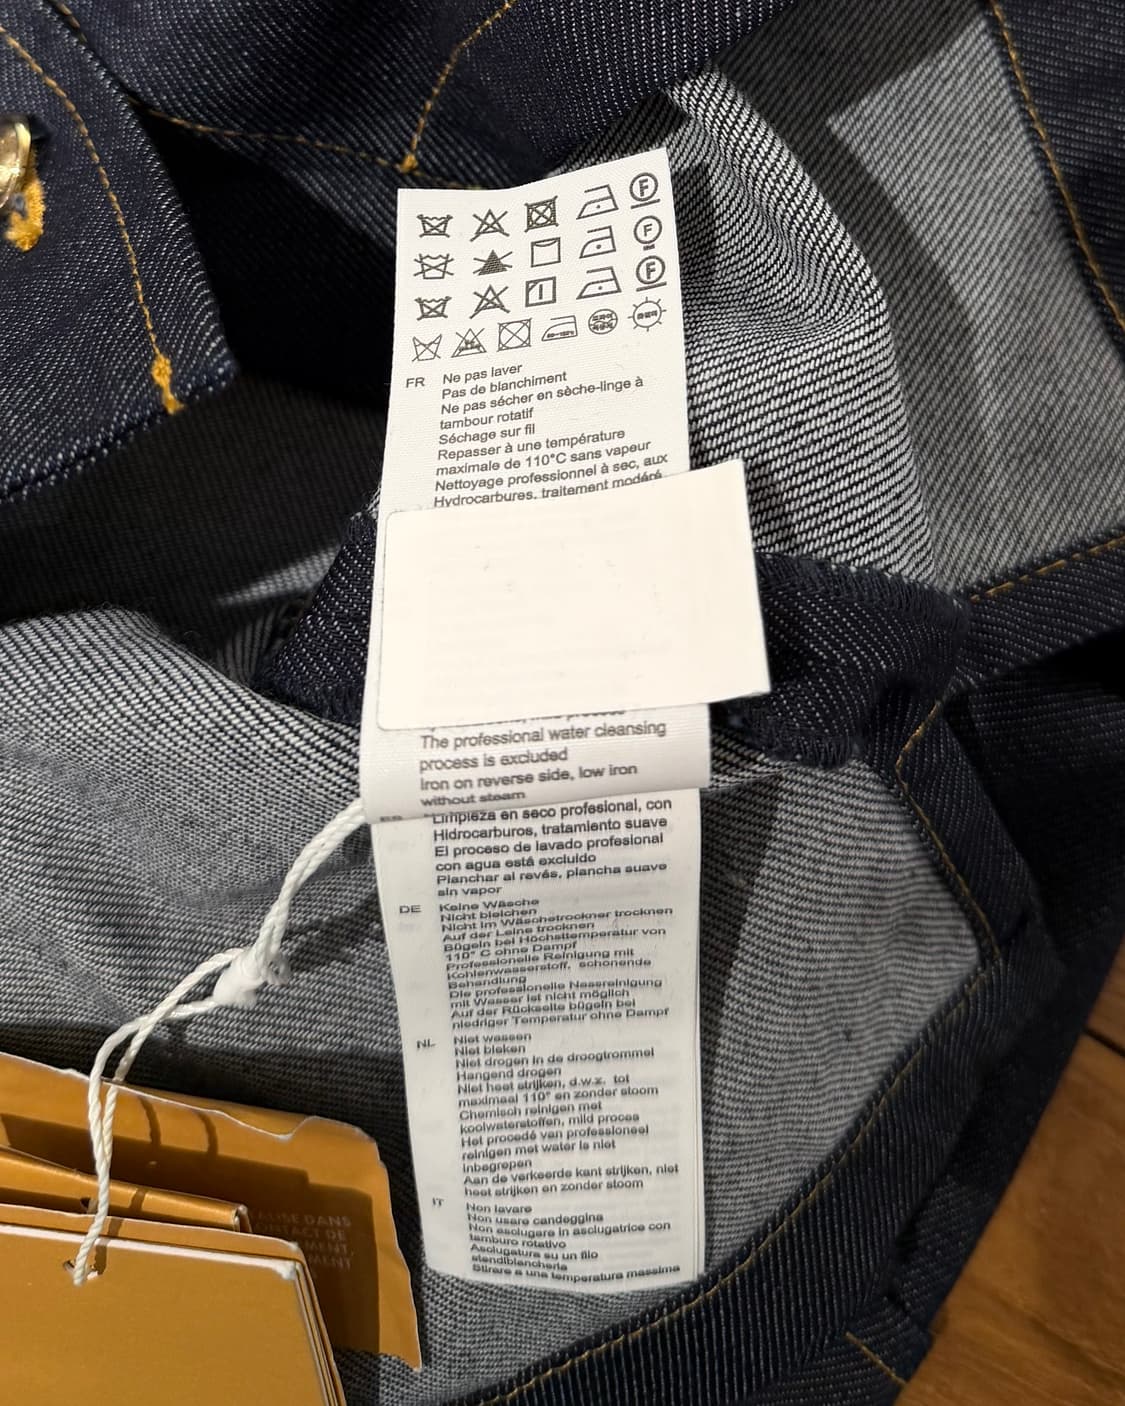 FR Ne pas laver
Pas de blanchiment
Ne pas sécher en sèche-linge à
tambour rotatif
Séchage sur fil
Repasser à une température
maximale de 110°C sans vapeur
Nettoyage professionnel à sec, aux
Hydrocarbures, traitement modéré
The professional water cleansing
process is excluded
Iron on reverse side, low iron
without steam
Limpieza en seco profesional, con
Hidrocarburos, tratamiento suave
El proceso de lavado profesional
con agua está excluido
Planchar al revés, plancha suave
sin vapor
DE Keine Wäsche
Nicht bleichen
Nicht im Wäschetrockner trocknen
Auf der Leine trocknen
Bügeln bei Höchsttemperatur von
110° C ohne Dampf
Professionelle Reinigung mit
Kohlenwasserstoff, schonende
Behandlung
Die professionelle Nassreinigung
mit Wasser ist nicht möglich
Auf der Rückseite bügeln bei
niedriger Temperatur ohne Dampf
NL Niet wassen
Niet bleken
Niet drogen in de droogtrommel
Hangend drogen
Niet heet strijken, d.w.z. tot
maximaal 110° en zonder stoom
Chemisch reinigen met
koolwaterstoffen, mild proces
Het procedé van professioneel
reinigen met water is niet
inbegrepen
Aan de verkeerde kant strijken, niet
heet strijken en zonder stoom
IT Non lavare
Non usare candeggina
Non asciugare in asciugatrice con
tamburo rotativo
Asciugatura su un filo
stendibiancheria
Stirare a una temperatura massima
F
F
F
DANS